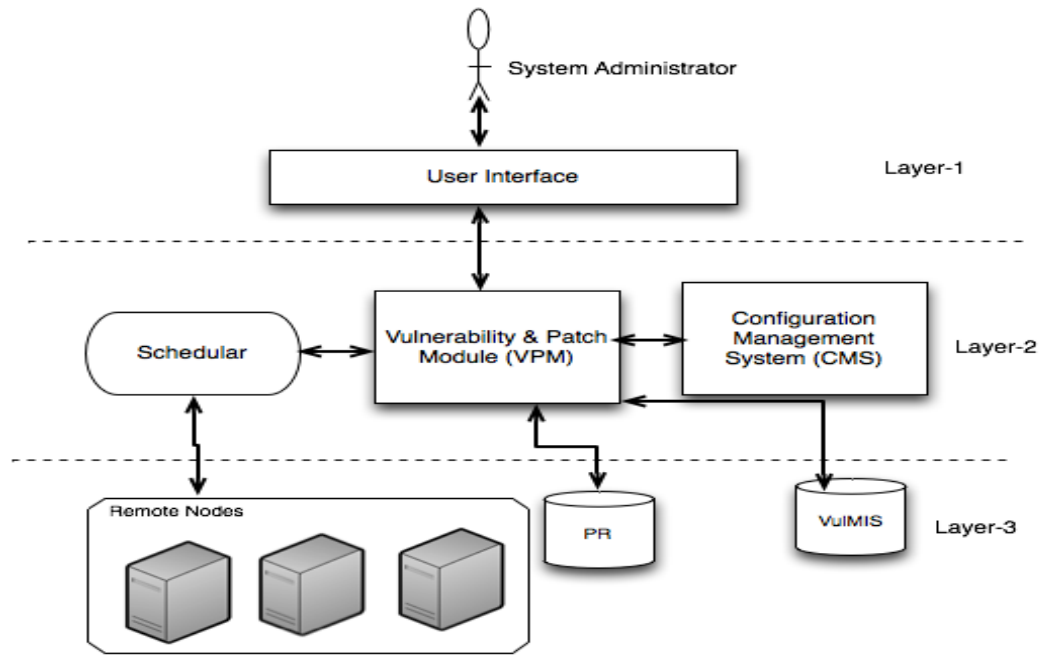 System Administrator
User Interface
Layer-1
Schedular
Vulnerability & Patch
Module (VPM)
Configuration
Management
System (CMS)
Layer-2
Remote Nodes
PR
VulMIS
Layer-3